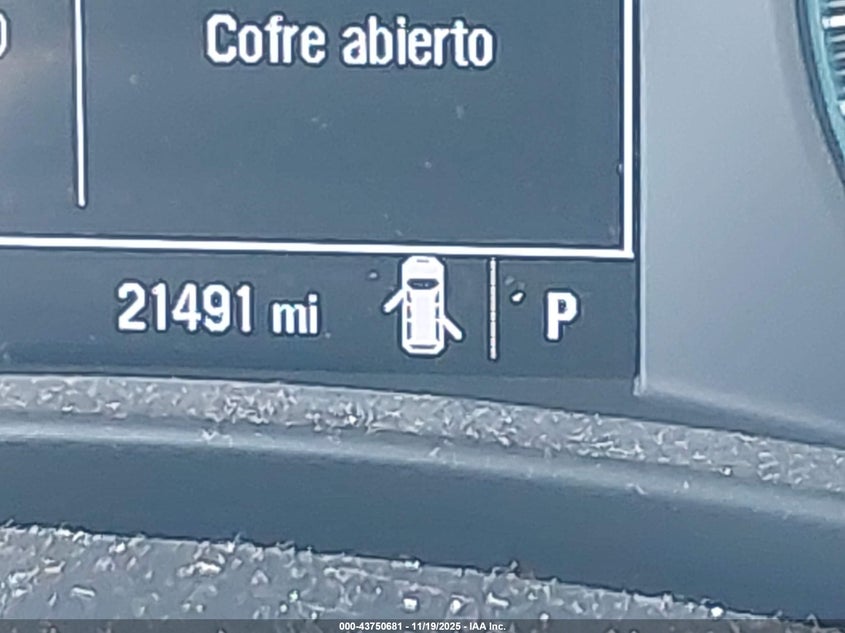 Cofre abierto
21491 mi P
000-43750681 - 11/19/2025 - IAA Inc.